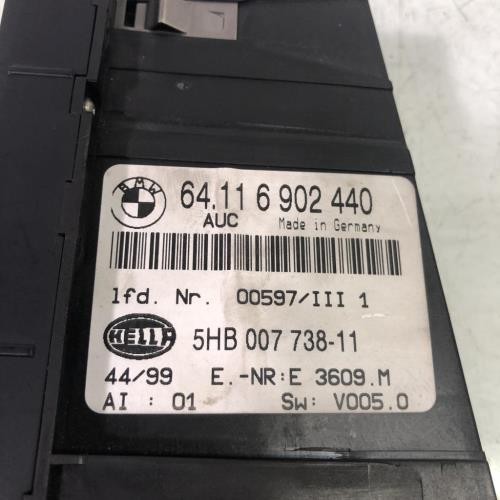 BMW
64.11 6 902 440
AUC Made in Germany
lfd. Nr. 00597/III 1
HELLA 5HB 007 738-11
44/99 E.-NR:E 3609.M
AI : 01 Sw: V005.0